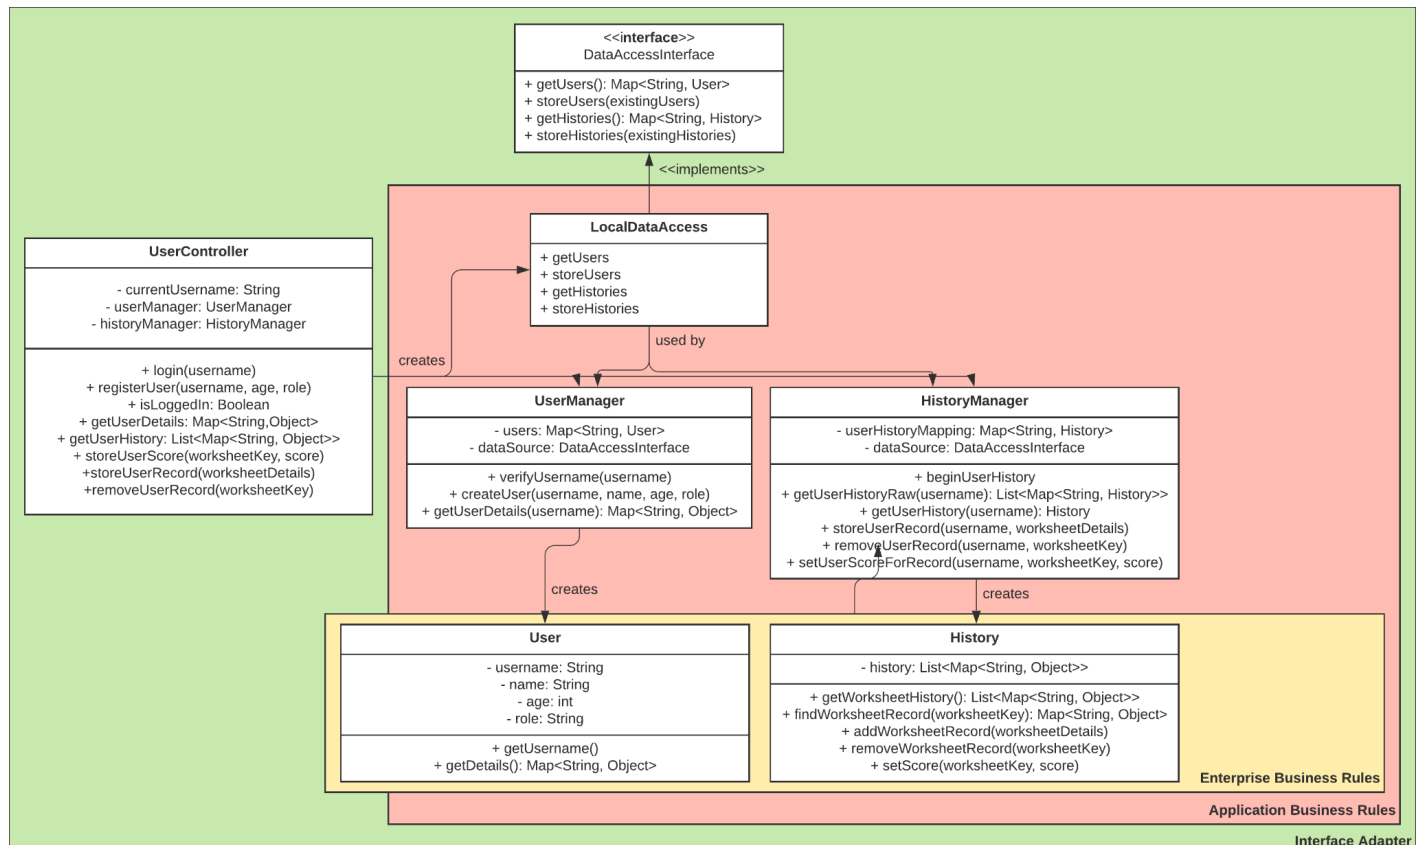 <<interface>>
DataAccessInterface
+ getUsers(): Map<String, User>
+ storeUsers(existingUsers)
+ getHistories(): Map<String, History>
+ storeHistories(existingHistories)
<<implements>>
LocalDataAccess
+ getUsers
+ storeUsers
+ getHistories
+ storeHistories
used by
UserController
- currentUsername: String
- userManager: UserManager
- historyManager: HistoryManager
+ login(username)
+ registerUser(username, age, role)
+ isLoggedIn: Boolean
+ getUserDetails: Map<String,Object>
+ getUserHistory: List<Map<String, Object>>
+ storeUserScore(worksheetKey, score)
+storeUserRecord(worksheetDetails)
+removeUserRecord(worksheetKey)
creates
UserManager
- users: Map<String, User>
- dataSource: DataAccessInterface
+ verifyUsername(username)
+ createUser(username, name, age, role)
+ getUserDetails(username): Map<String, Object>
HistoryManager
- userHistoryMapping: Map<String, History>
- dataSource: DataAccessInterface
+ beginUserHistory
+ getUserHistoryRaw(username): List<Map<String, History>>
+ getUserHistory(username): History
+ storeUserRecord(username, worksheetDetails)
+ removeUserRecord(username, worksheetKey)
+ setUserScoreForRecord(username, worksheetKey, score)
creates
creates
User
- username: String
- name: String
- age: int
- role: String
+ getUsername()
+ getDetails(): Map<String, Object>
History
- history: List<Map<String, Object>>
+ getWorksheetHistory(): List<Map<String, Object>>
+ findWorksheetRecord(worksheetKey): Map<String, Object>
+ addWorksheetRecord(worksheetDetails)
+ removeWorksheetRecord(worksheetKey)
+ setScore(worksheetKey, score)
Enterprise Business Rules
Application Business Rules
Interface Adapter